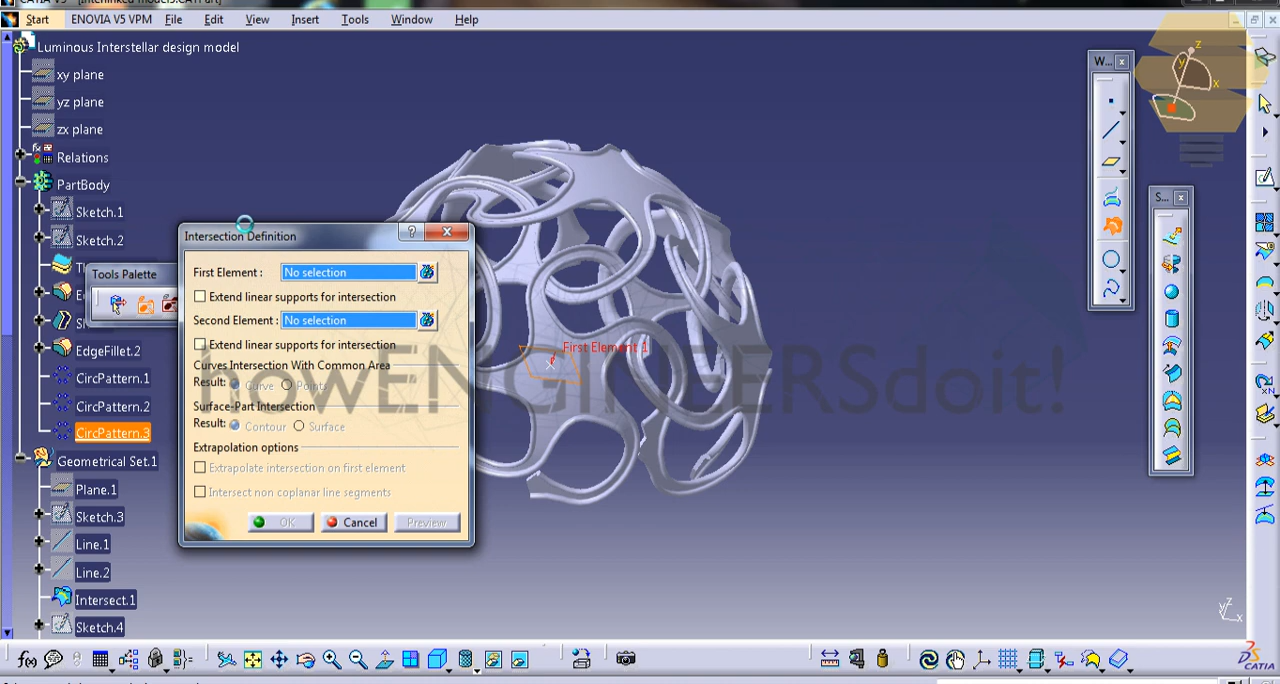 CATIA V5
Start ENOVIA V5 VPM File Edit View Insert Tools Window Help
Luminous Interstellar design model
xy plane
yz plane
zx plane
Relations
PartBody
Sketch.1
Sketch.2
EdgeFillet.2
CircPattern.1
CircPattern.2
CircPattern.3
Geometrical Set.1
Plane.1
Sketch.3
Line.1
Line.2
Intersect.1
Sketch.4
Tools Palette
Intersection Definition
First Element : No selection
Extend linear supports for intersection
Second Element : No selection
Extend linear supports for intersection
Curves Intersection With Common Area
Result: Curve Points
Surface-Part Intersection
Result: Contour Surface
Extrapolation options
Extrapolate intersection on first element
Intersect non coplanar line segments
OK Cancel Preview
First Element 1
howENGINEERSdoit!
W...
S...
z
y
x
f(x)
z
y x
CATIA